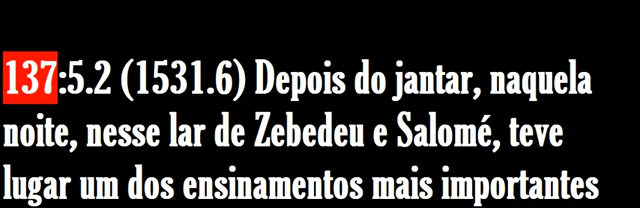 137:5.2 (1531.6) Depois do jantar, naquela
noite, nesse lar de Zebedeu e Salomé, teve
lugar um dos ensinamentos mais importantes